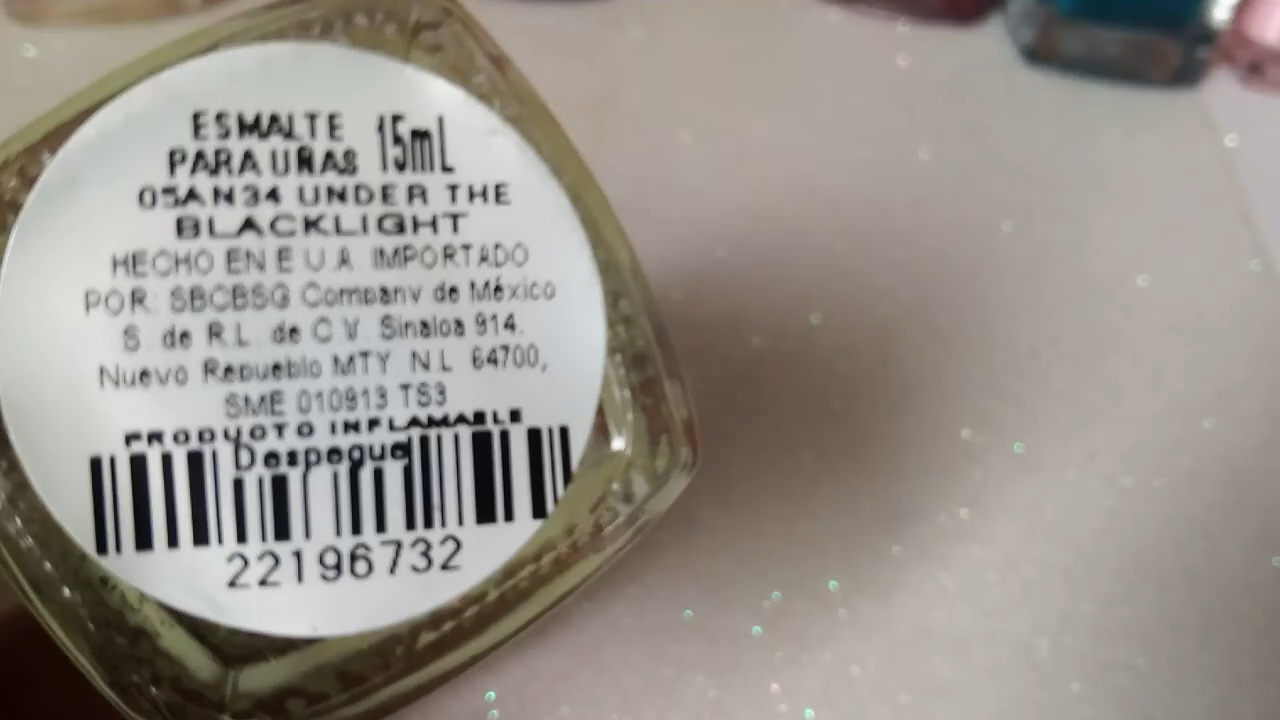 ESMALTE
PARA UÑAS 15mL
05AN34 UNDER THE
BLACKLIGHT
HECHO EN E U.A. IMPORTADO
POR: SBCBSG Company de México
S. de R.L. de C.V. Sinaloa 914.
Nuevo Repueblo MTY N.L 64700,
SME 010913 TS3
PRODUCTO INFLAMABLE
Despegue
22196732